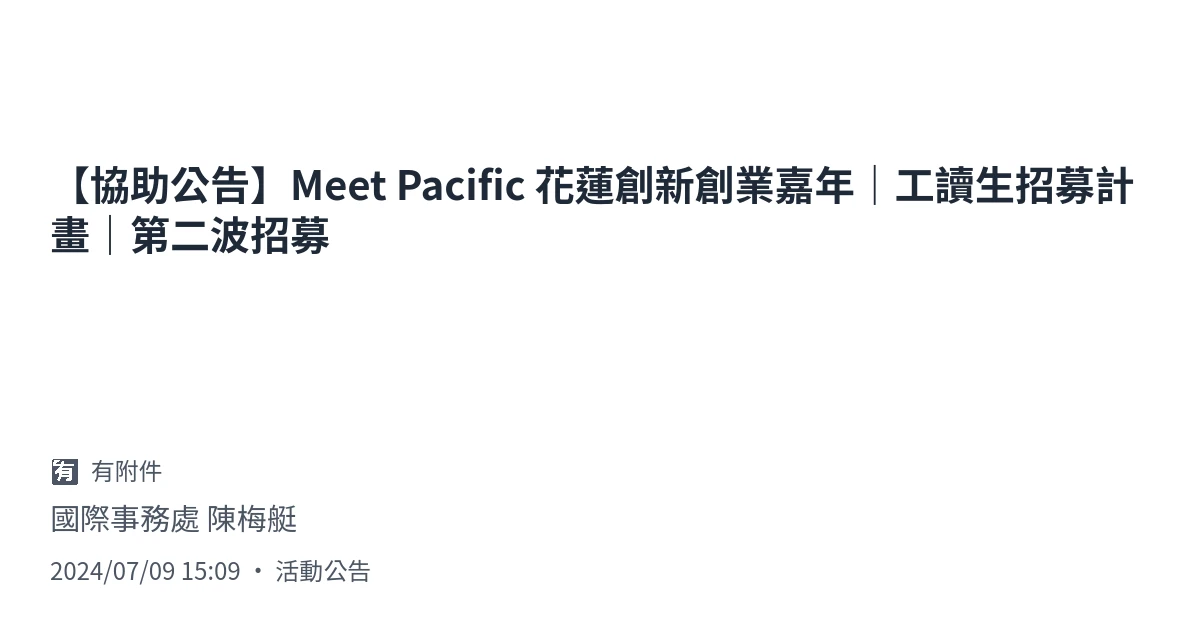 【協助公告】Meet Pacific 花蓮創新創業嘉年｜工讀生招募計
畫｜第二波招募
有 有附件
國際事務處 陳梅艇
2024/07/09 15:09 ・ 活動公告